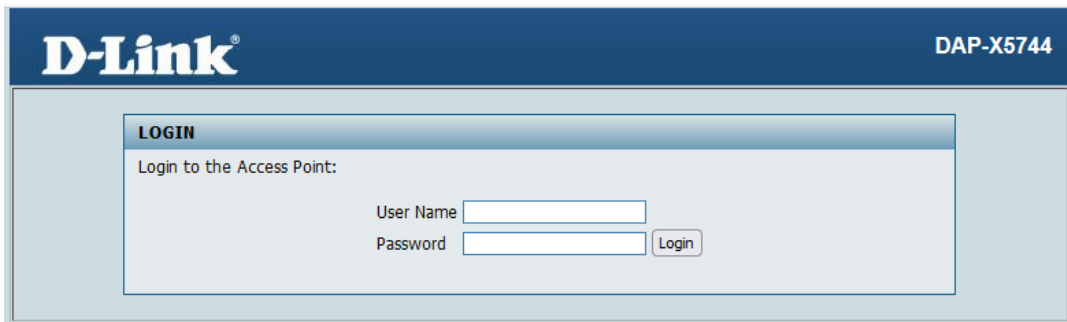 D-Link®
DAP-X5744
LOGIN
Login to the Access Point:
User Name
Password
Login